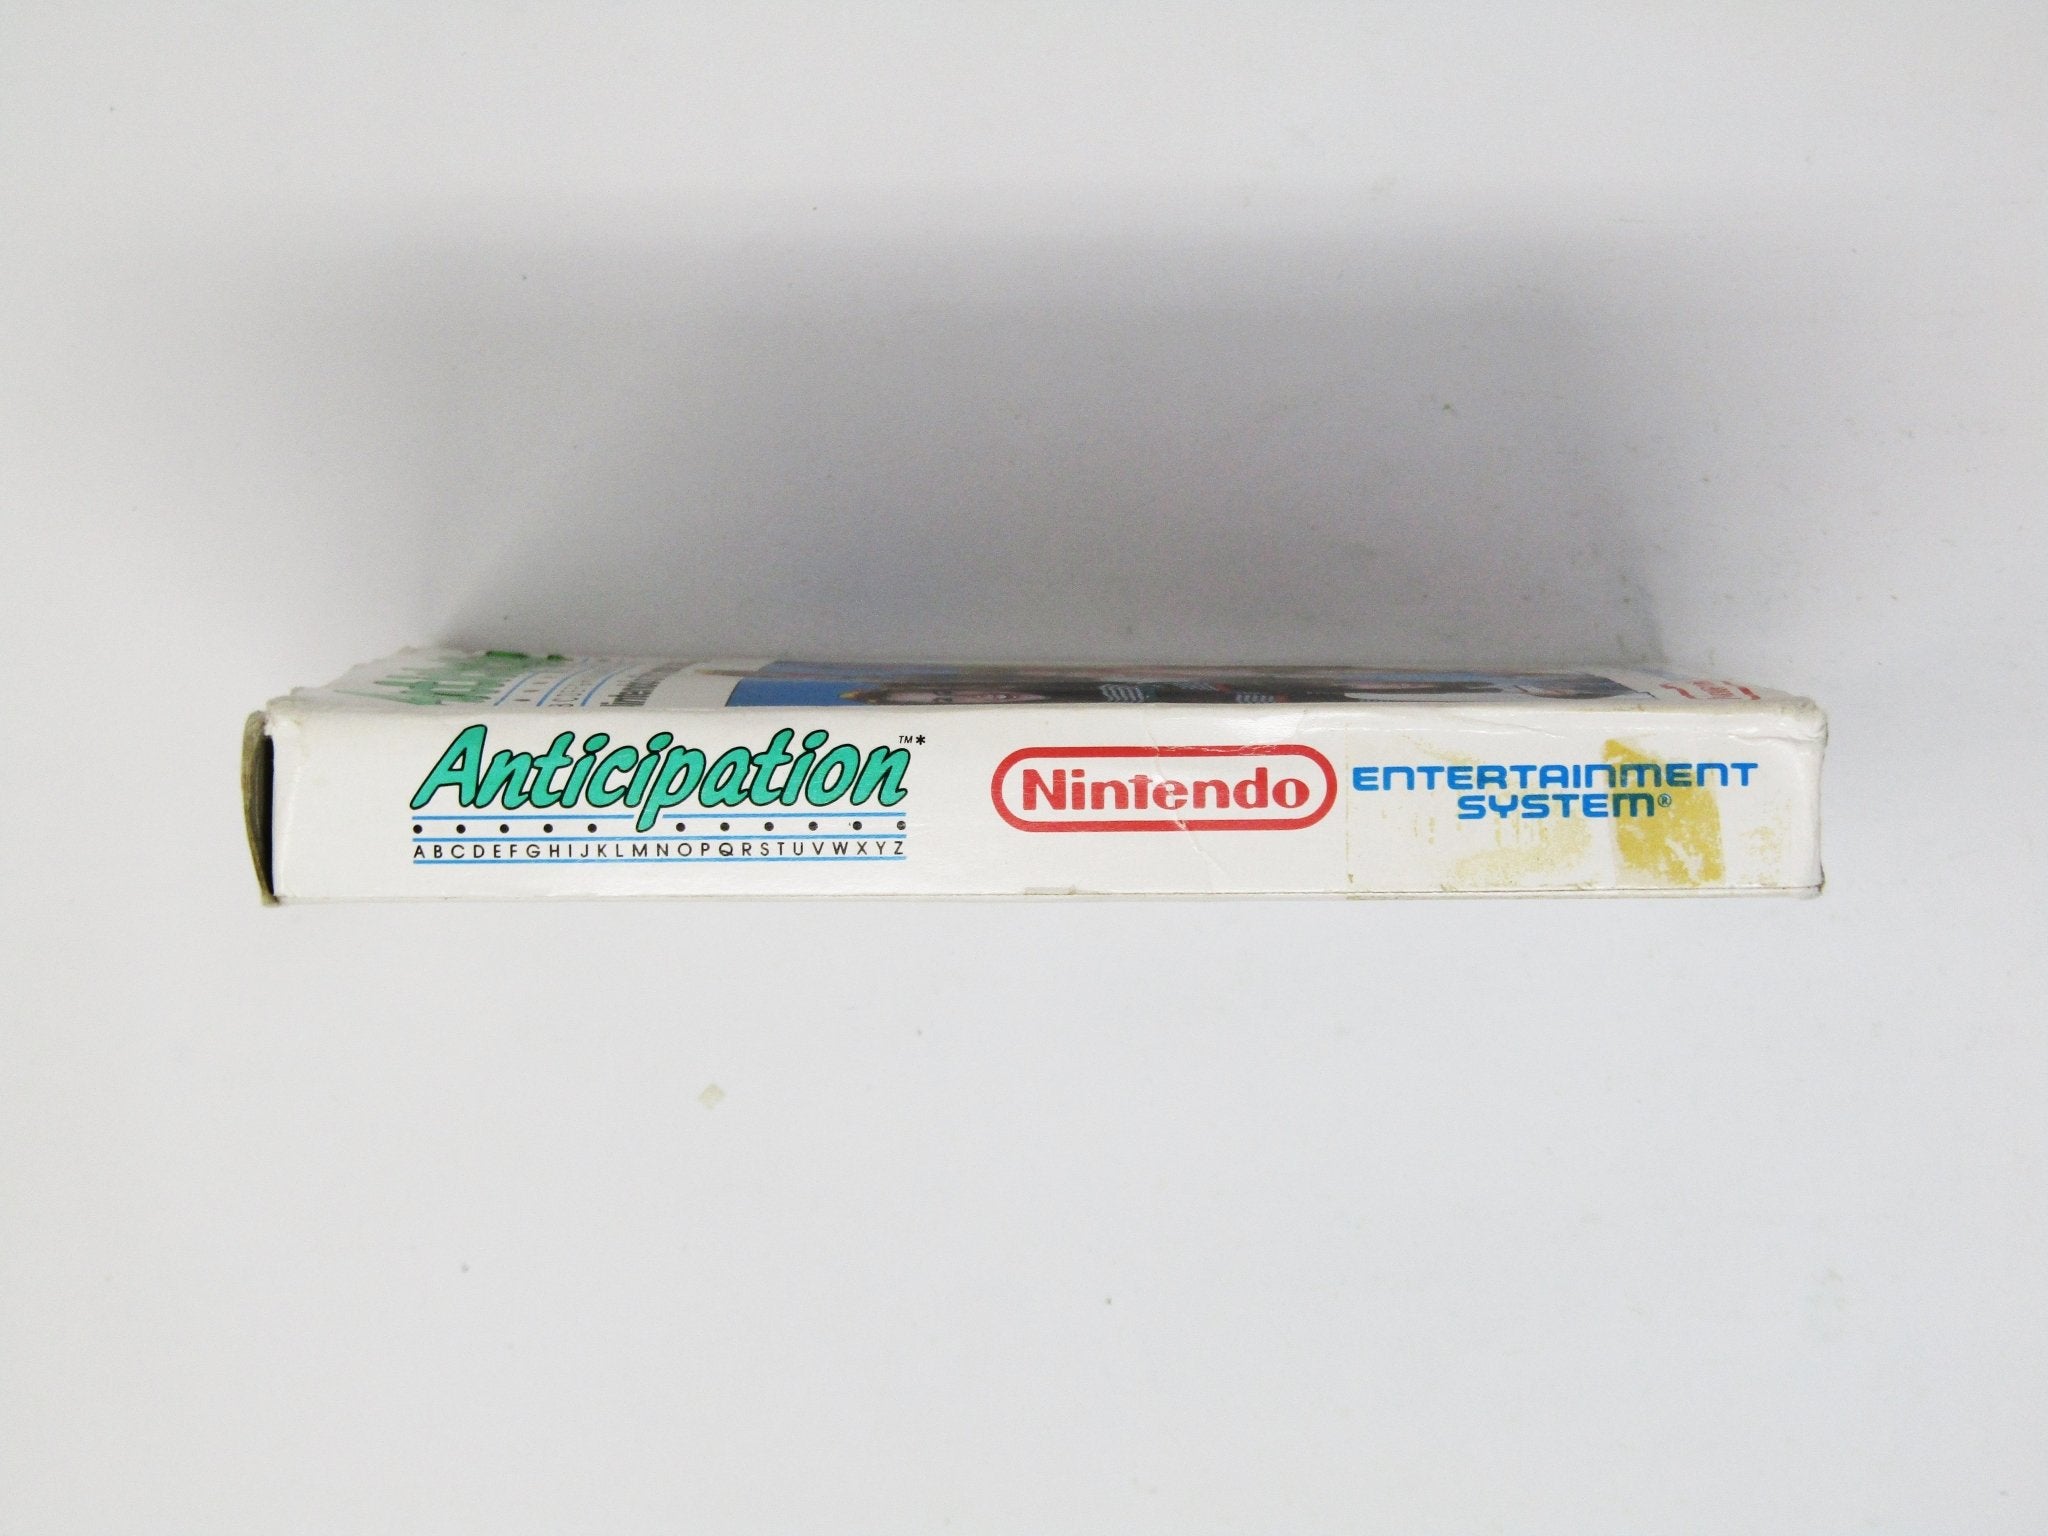 Anticipation™*
ABCDEFGHIJKLMNOPQRSTUVWXYZ
Nintendo
ENTERTAINMENT
SYSTEM®